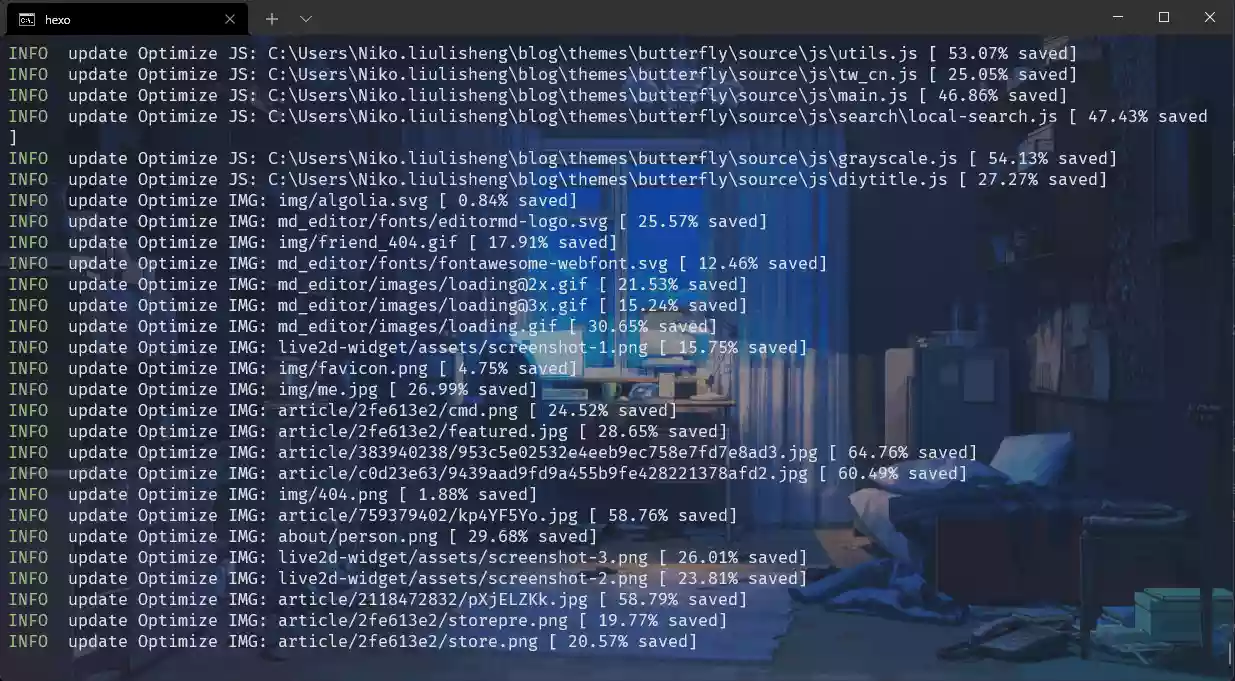 hexo
INFO  update Optimize JS: C:\Users\Niko.liulisheng\blog\themes\butterfly\source\js\utils.js [ 53.07% saved]
INFO  update Optimize JS: C:\Users\Niko.liulisheng\blog\themes\butterfly\source\js\tw_cn.js [ 25.05% saved]
INFO  update Optimize JS: C:\Users\Niko.liulisheng\blog\themes\butterfly\source\js\main.js [ 46.86% saved]
INFO  update Optimize JS: C:\Users\Niko.liulisheng\blog\themes\butterfly\source\js\search\local-search.js [ 47.43% saved
]
INFO  update Optimize JS: C:\Users\Niko.liulisheng\blog\themes\butterfly\source\js\grayscale.js [ 54.13% saved]
INFO  update Optimize JS: C:\Users\Niko.liulisheng\blog\themes\butterfly\source\js\diytitle.js [ 27.27% saved]
INFO  update Optimize IMG: img/algolia.svg [ 0.84% saved]
INFO  update Optimize IMG: md_editor/fonts/editormd-logo.svg [ 25.57% saved]
INFO  update Optimize IMG: img/friend_404.gif [ 17.91% saved]
INFO  update Optimize IMG: md_editor/fonts/fontawesome-webfont.svg [ 12.46% saved]
INFO  update Optimize IMG: md_editor/images/loading@2x.gif [ 21.53% saved]
INFO  update Optimize IMG: md_editor/images/loading@3x.gif [ 15.24% saved]
INFO  update Optimize IMG: md_editor/images/loading.gif [ 30.65% saved]
INFO  update Optimize IMG: live2d-widget/assets/screenshot-1.png [ 15.75% saved]
INFO  update Optimize IMG: img/favicon.png [ 4.75% saved]
INFO  update Optimize IMG: img/me.jpg [ 26.99% saved]
INFO  update Optimize IMG: article/2fe613e2/cmd.png [ 24.52% saved]
INFO  update Optimize IMG: article/2fe613e2/featured.jpg [ 28.65% saved]
INFO  update Optimize IMG: article/383940238/953c5e02532e4eeb9ec758e7fd7e8ad3.jpg [ 64.76% saved]
INFO  update Optimize IMG: article/c0d23e63/9439aad9fd9a455b9fe428221378afd2.jpg [ 60.49% saved]
INFO  update Optimize IMG: img/404.png [ 1.88% saved]
INFO  update Optimize IMG: article/759379402/kp4YF5Yo.jpg [ 58.76% saved]
INFO  update Optimize IMG: about/person.png [ 29.68% saved]
INFO  update Optimize IMG: live2d-widget/assets/screenshot-3.png [ 26.01% saved]
INFO  update Optimize IMG: live2d-widget/assets/screenshot-2.png [ 23.81% saved]
INFO  update Optimize IMG: article/2118472832/pXjELZKk.jpg [ 58.79% saved]
INFO  update Optimize IMG: article/2fe613e2/storepre.png [ 19.77% saved]
INFO  update Optimize IMG: article/2fe613e2/store.png [ 20.57% saved]